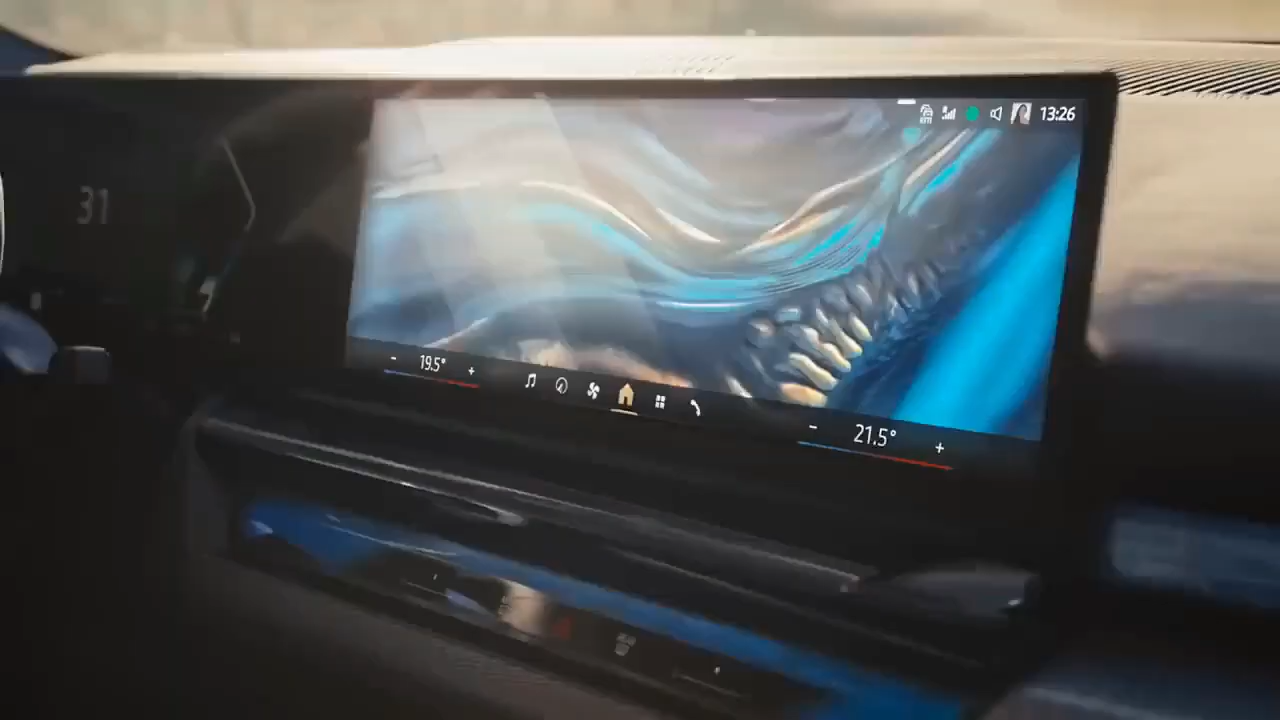 13:26
31
- 19.5° +
- 21.5° +